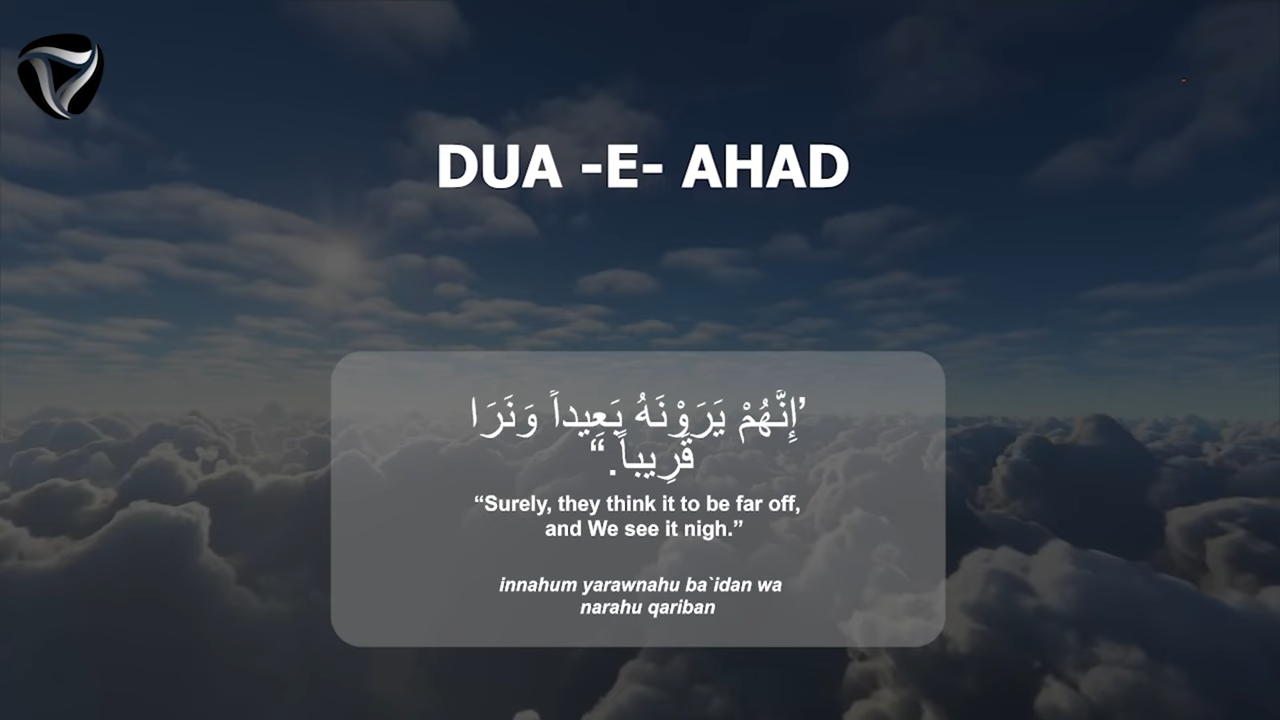 DUA -E- AHAD
’إِنَّهُمْ يَرَوْنَهُ بَعِيداً وَنَرَا
قَرِيباً.“
“Surely, they think it to be far off,
and We see it nigh.”
innahum yarawnahu ba`idan wa
narahu qariban